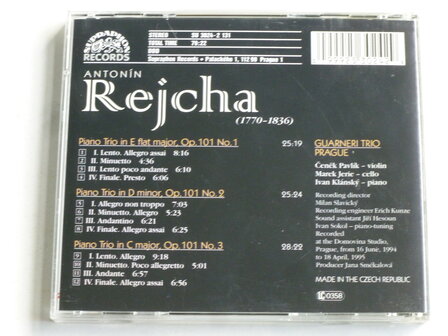 SUPRAPHON
RECORDS
STEREO SU 3024-2 131
TOTAL TIME 78:22
DDD
Supraphon Records • Palackého 1, 112 99 Prague 1
ANTONÍN
Rejcha
(1770-1836)
Piano Trio in E flat major, Op.101 No.1 25:19
1 I. Lento. Allegro assai 8:16
2 II. Minuetto 4:36
3 III. Lento poco andante 6:10
4 IV. Finale. Presto 6:06
Piano Trio in D minor, Op.101 No 2 25:24
5 I. Allegro non troppo 7:03
6 II. Minuetto. Allegro 5:23
7 III. Andantino 6:21
8 IV. Finale. Allegro assai 6:25
Piano Trio in C major, Op.101 No.3 28:22
9 I. Lento. Allegro 9:18
10 II. Minuetto. Poco allegretto 5:01
11 III. Andante 6:57
12 IV. Finale. Allegro assai 6:56
GUARNERI TRIO
PRAGUE
Čeněk Pavlík - violin
Marek Jerie - cello
Ivan Klánský - piano
Recording director
Milan Slavický
Recording engineer Erich Kunze
Sound assistant Jiří Hesoun
Ivan Sokol - piano-tuning
Recorded
at the Domovina Studio,
Prague, from 16 June, 1994
to 18 April, 1995
Producer Jana Smékalová
MADE IN THE CZECH REPUBLIC
0358